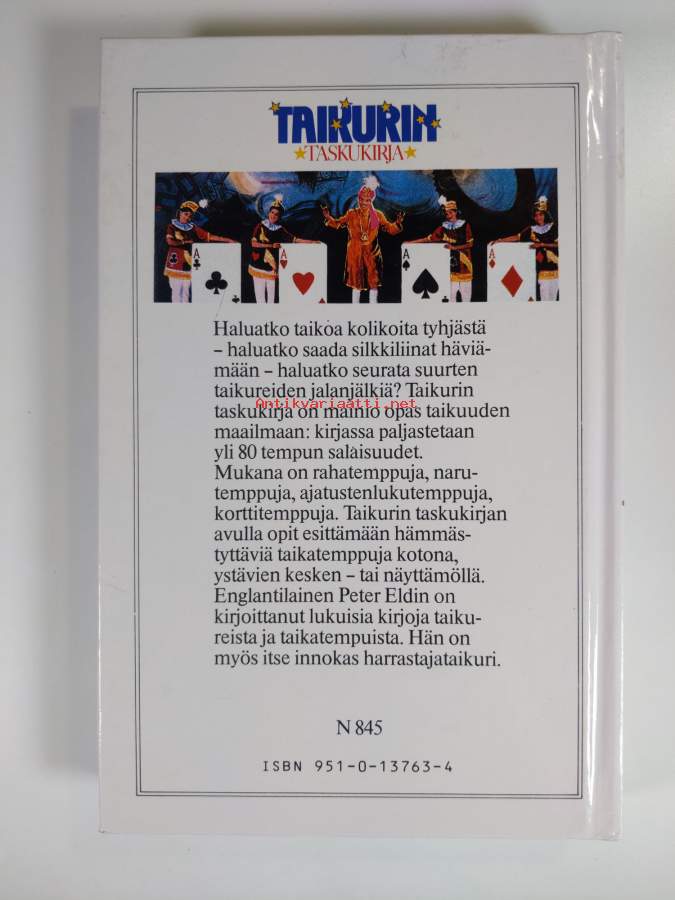 TAIKURIN
TASKUKIRJA
A A A A
Haluatko taikoa kolikoita tyhjästä
– haluatko saada silkkiliinat häviä-
mään – haluatko seurata suurten
taikureiden jalanjälkiä? Taikurin
Antikvariaatti.net
taskukirja on mainio opas taikuuden
maailmaan: kirjassa paljastetaan
yli 80 tempun salaisuudet.
Mukana on rahatemppuja, naru-
temppuja, ajatustenlukutemppuja,
korttitemppuja. Taikurin taskukirjan
avulla opit esittämään hämmäs-
tyttäviä taikatemppuja kotona,
ystävien kesken – tai näyttämöllä.
Englantilainen Peter Eldin on
kirjoittanut lukuisia kirjoja taiku-
reista ja taikatempuista. Hän on
myös itse innokas harrastajataikuri.
N 845
ISBN 951-0-13763-4